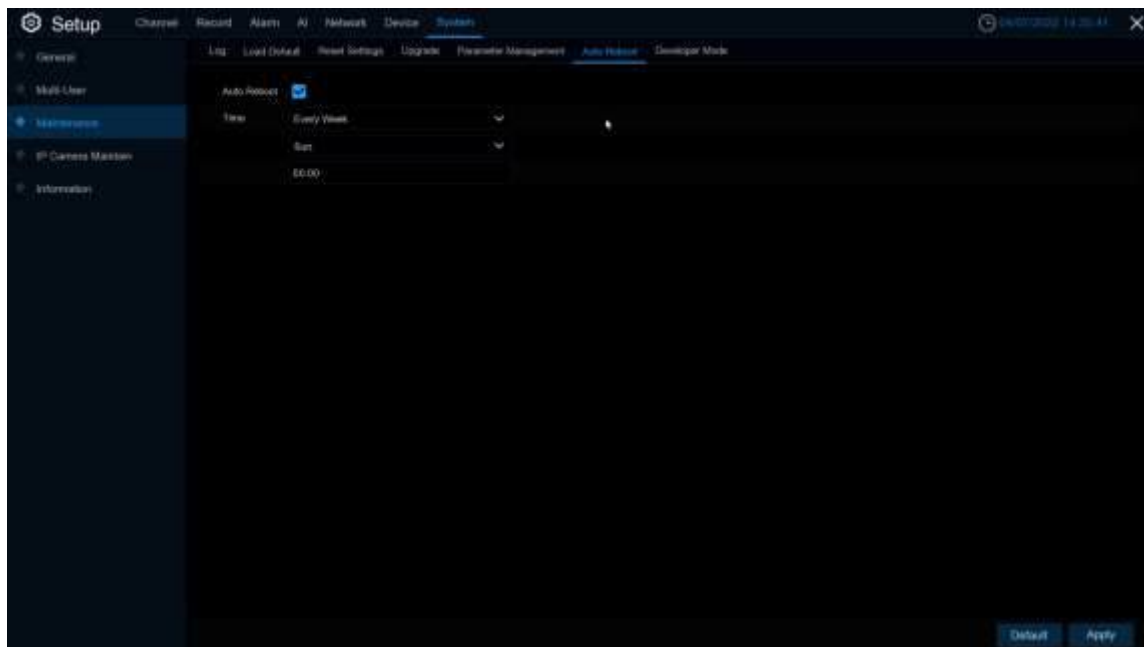 Setup Channel Record Alarm AI Network Device System
Log Load Default Reset Settings Upgrade Parameter Management Auto Reboot Developer Mode
General
Multi-User
Maintenance
IP Camera Maintain
Information
Auto Reboot
Time Every Week
Sun
00:00
Default Apply